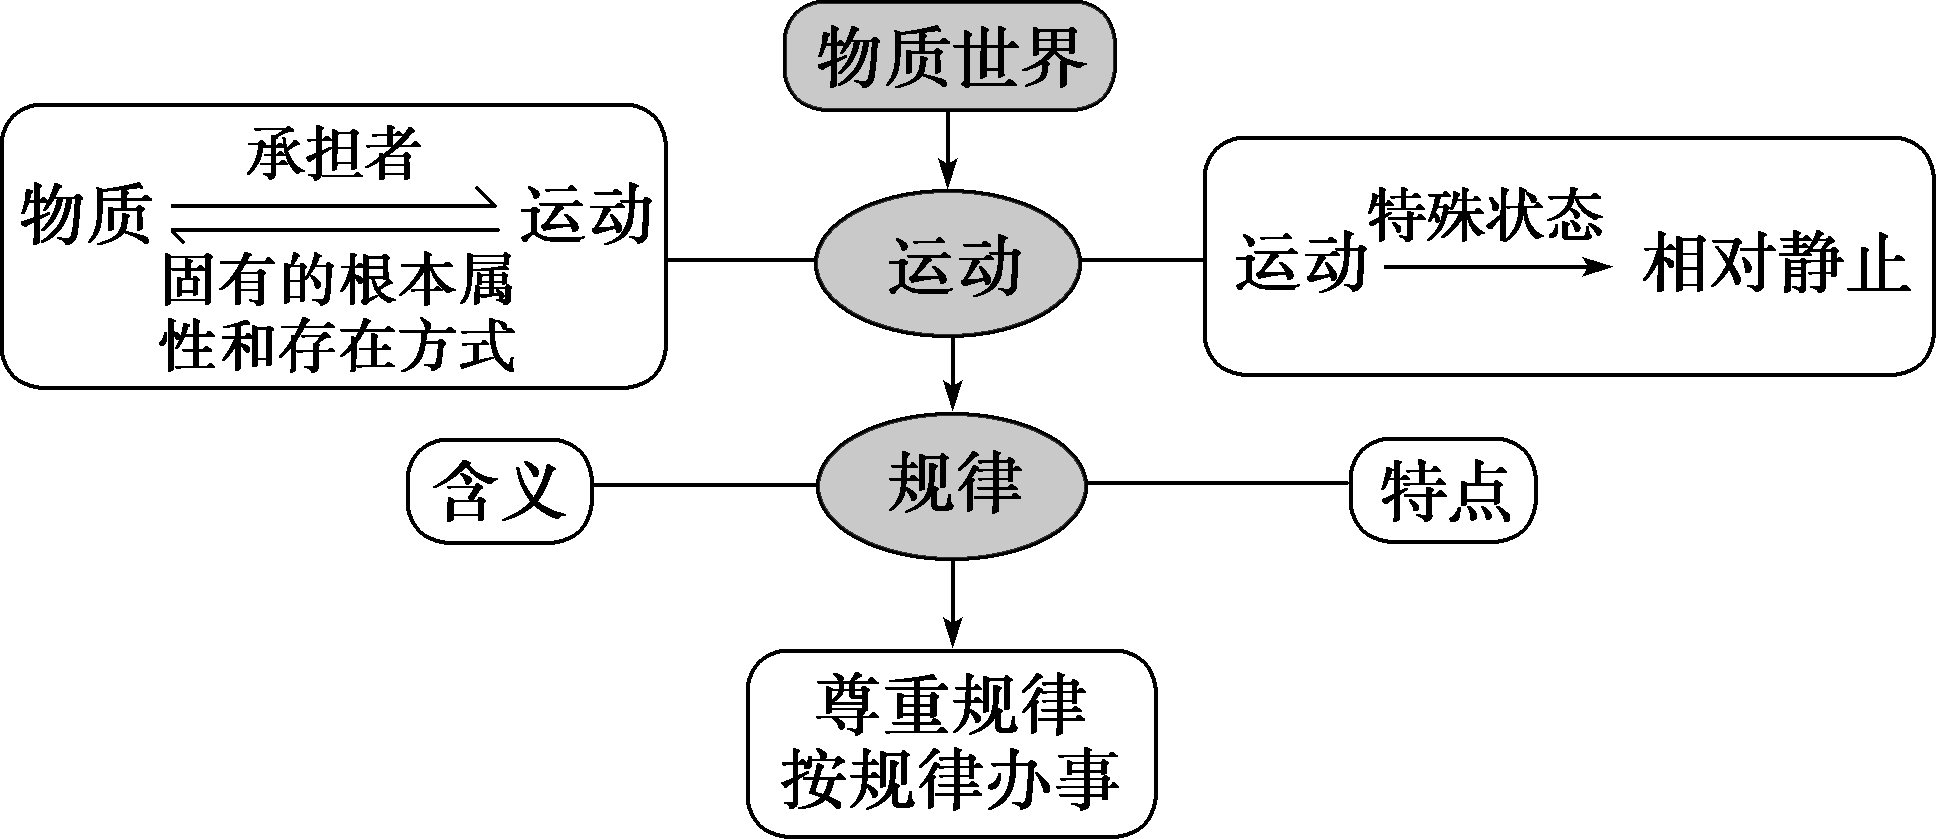 物质世界
承担者
物质
运动
固有的根本属
性和存在方式
运动
特殊状态
运动
相对静止
含义
规律
特点
尊重规律
按规律办事